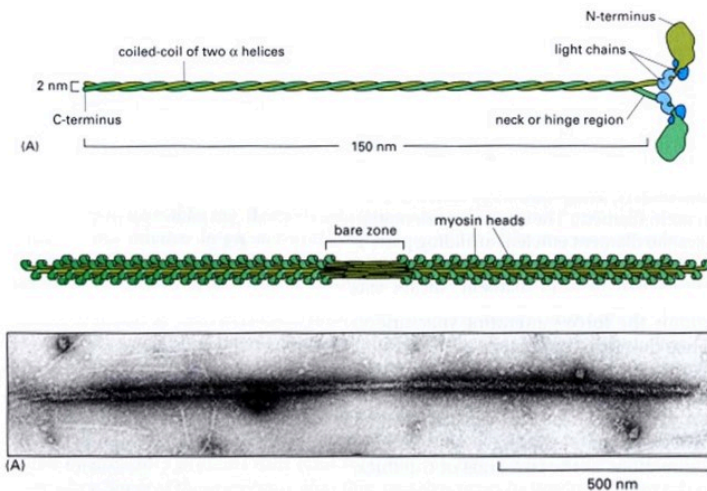 N-terminus
coiled-coil of two α helices
light chains
2 nm
C-terminus
neck or hinge region
(A)
150 nm
myosin heads
bare zone
(A)
500 nm